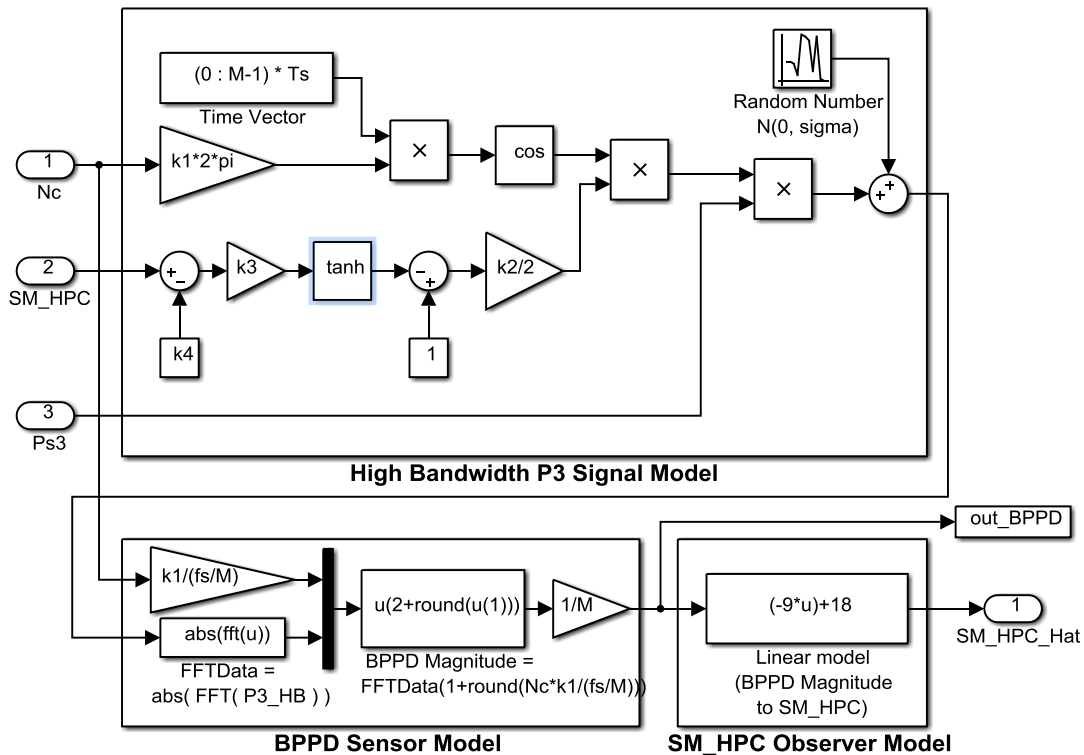 (0 : M-1) * Ts
Time Vector
Random Number
N(0, sigma)
1
Nc
k1*2*pi
×
cos
×
×
+
+
2
SM_HPC
+
−
k3
tanh
−
+
k2/2
k4
1
3
Ps3
High Bandwidth P3 Signal Model
out_BPPD
k1/(fs/M)
abs(fft(u))
FFTData =
abs( FFT( P3_HB ) )
u(2+round(u(1)))
BPPD Magnitude =
FFTData(1+round(Nc*k1/(fs/M)))
1/M
(-9*u)+18
Linear model
(BPPD Magnitude
to SM_HPC)
1
SM_HPC_Hat
BPPD Sensor Model
SM_HPC Observer Model